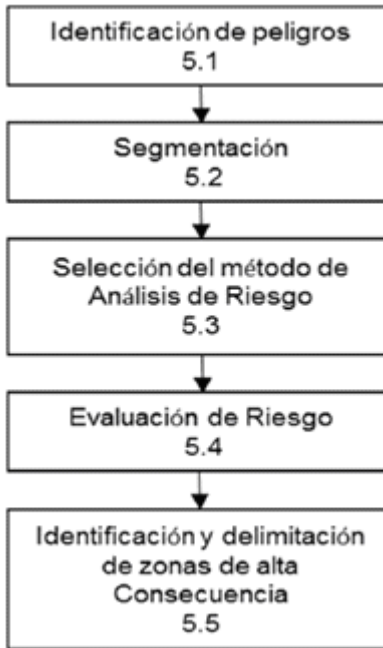 Identificación de peligros
5.1
Segmentación
5.2
Selección del método de
Análisis de Riesgo
5.3
Evaluación de Riesgo
5.4
Identificación y delimitación
de zonas de alta
Consecuencia
5.5